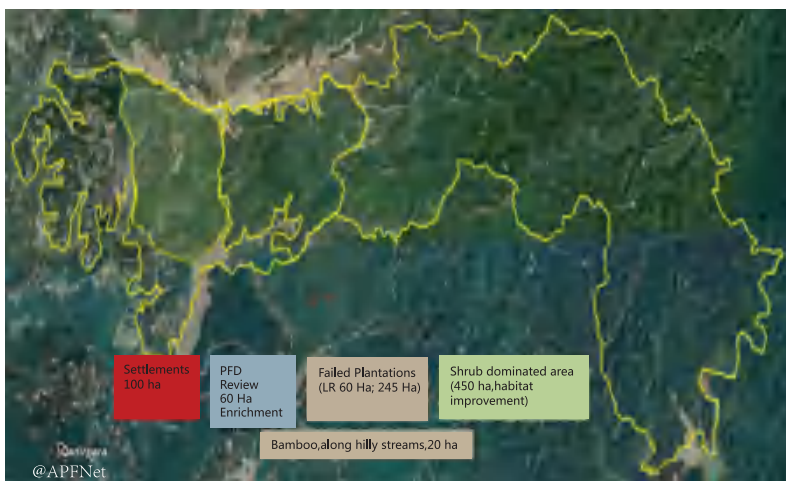 Settlements
100 ha
PFD
Review
60 Ha
Enrichment
Failed Plantations
(LR 60 Ha; 245 Ha)
Shrub dominated area
(450 ha,habitat
improvement)
Bamboo,along hilly streams,20 ha
@APFNet